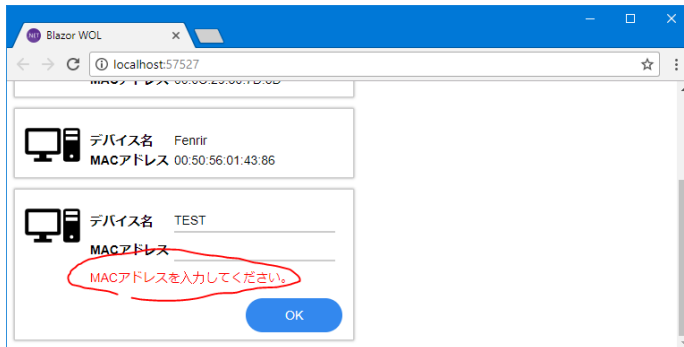 Blazor WOL
localhost:57527
デバイス名 Fenrir
MACアドレス 00:50:56:01:43:86
デバイス名 TEST
MACアドレス
MACアドレスを入力してください。
OK